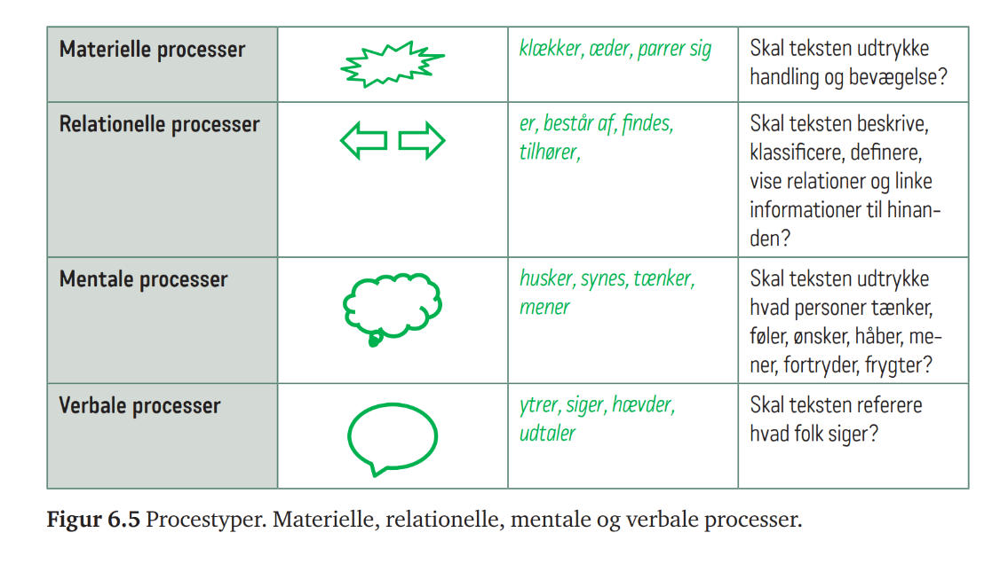 Materielle processer
klækker, æder, parrer sig
Skal teksten udtrykke
handling og bevægelse?
Relationelle processer
er, består af, findes,
tilhører,
Skal teksten beskrive,
klassificere, definere,
vise relationer og linke
informationer til hinan-
den?
Mentale processer
husker, synes, tænker,
mener
Skal teksten udtrykke
hvad personer tænker,
føler, ønsker, håber, me-
ner, fortryder, frygter?
Verbale processer
ytrer, siger, hævder,
udtaler
Skal teksten referere
hvad folk siger?
Figur 6.5 Procestyper. Materielle, relationelle, mentale og verbale processer.